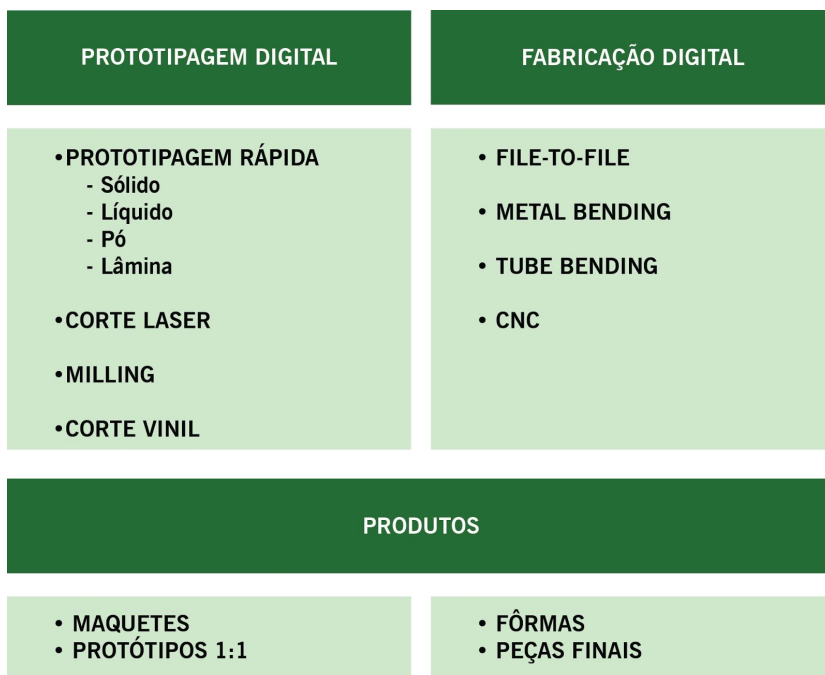 PROTOTIPAGEM DIGITAL
•PROTOTIPAGEM RÁPIDA
- Sólido
- Líquido
- Pó
- Lâmina
•CORTE LASER
•MILLING
•CORTE VINIL
FABRICAÇÃO DIGITAL
• FILE-TO-FILE
• METAL BENDING
• TUBE BENDING
• CNC
PRODUTOS
• MAQUETES
• PROTÓTIPOS 1:1
• FÔRMAS
• PEÇAS FINAIS